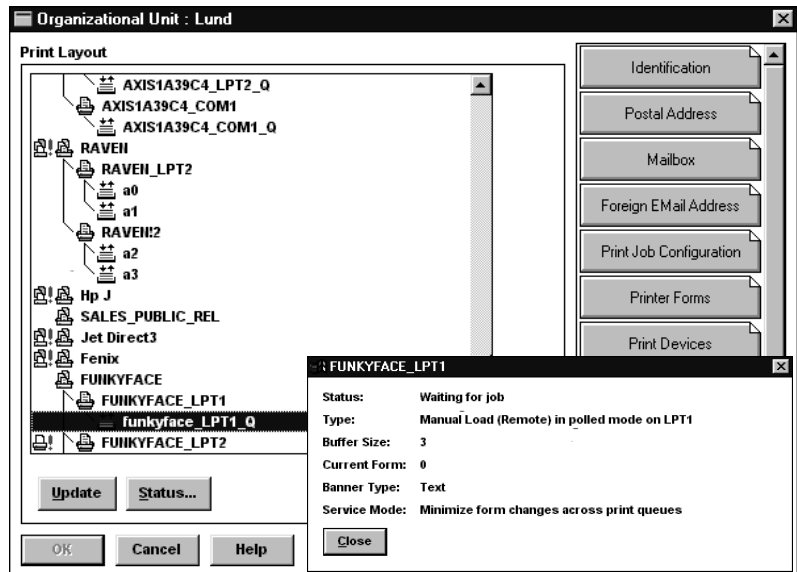 Organizational Unit : Lund
Print Layout
AXIS1A39C4_LPT2_Q
AXIS1A39C4_COM1
AXIS1A39C4_COM1_Q
RAVEN
RAVEN_LPT2
a0
a1
RAVEN!2
a2
a3
Hp J
SALES_PUBLIC_REL
Jet Direct3
Fenix
FUNKYFACE
FUNKYFACE_LPT1
funkyface_LPT1_Q
FUNKYFACE_LPT2
Update
Status...
OK
Cancel
Help
Identification
Postal Address
Mailbox
Foreign EMail Address
Print Job Configuration
Printer Forms
Print Devices
FUNKYFACE_LPT1
Status: Waiting for job
Type: Manual Load (Remote) in polled mode on LPT1
Buffer Size: 3
Current Form: 0
Banner Type: Text
Service Mode: Minimize form changes across print queues
Close